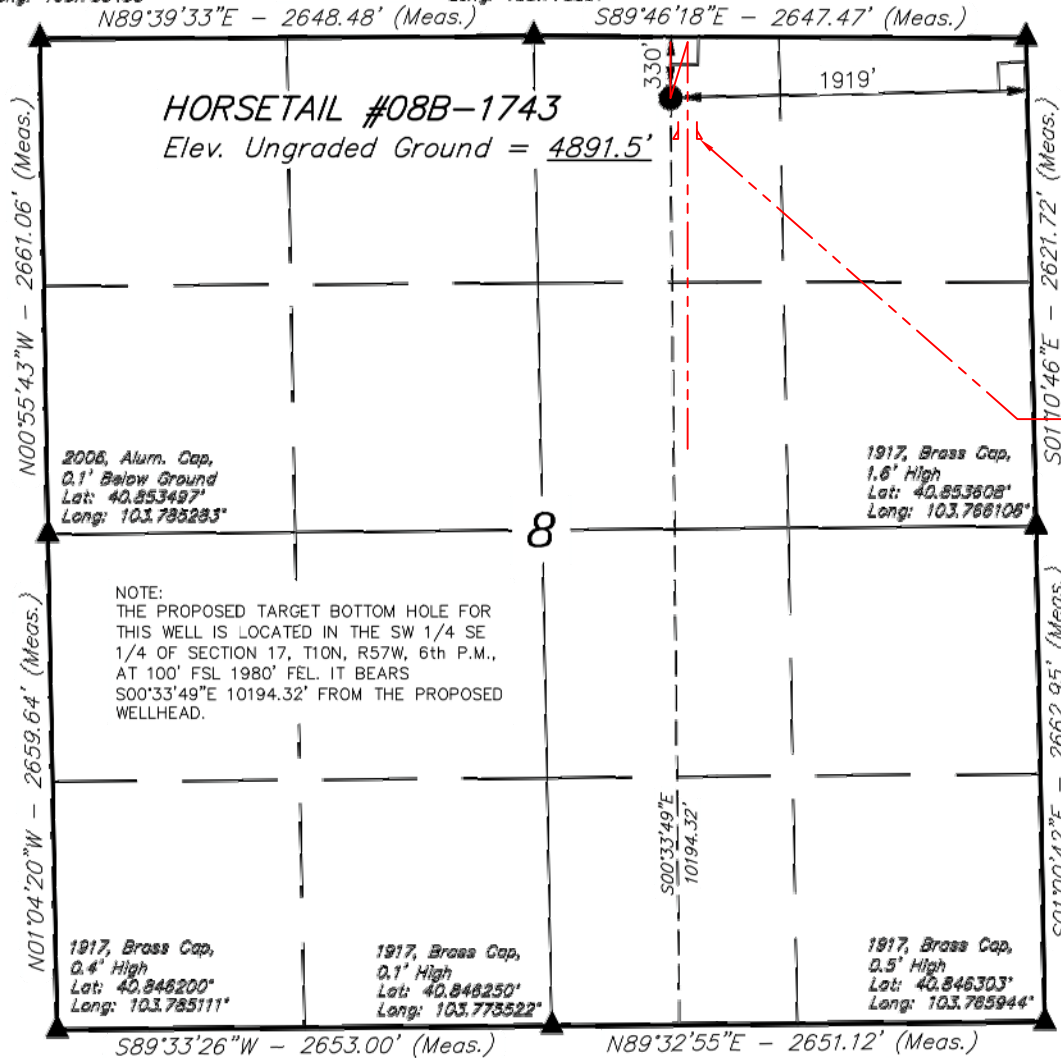 N89°39'33"E - 2648.48' (Meas.)
S89°46'18"E - 2647.47' (Meas.)
330'
1919'
HORSETAIL #08B-1743
Elev. Ungraded Ground = 4891.5'
N00°55'43"W - 2661.06' (Meas.)
S01°10'46"E - 2621.72' (Meas.)
2006, Alum. Cap,
0.1' Below Ground
Lat: 40.853497°
Long: 103.785283°
1917, Brass Cap,
1.6' High
Lat: 40.853608°
Long: 103.766106°
8
NOTE:
THE PROPOSED TARGET BOTTOM HOLE FOR
THIS WELL IS LOCATED IN THE SW 1/4 SE
1/4 OF SECTION 17, T10N, R57W, 6th P.M.,
AT 100' FSL 1980' FEL. IT BEARS
S00°33'49"E 10194.32' FROM THE PROPOSED
WELLHEAD.
N01°04'20"W - 2659.64' (Meas.)
S01°00'42"E - 2662.95' (Meas.)
S00°33'49"E
10194.32'
1917, Brass Cap,
0.4' High
Lat: 40.846200°
Long: 103.785111°
1917, Brass Cap,
0.1' High
Lat: 40.846250°
Long: 103.775522°
1917, Brass Cap,
0.5' High
Lat: 40.846303°
Long: 103.765944°
S89°33'26"W - 2653.00' (Meas.)
N89°32'55"E - 2651.12' (Meas.)